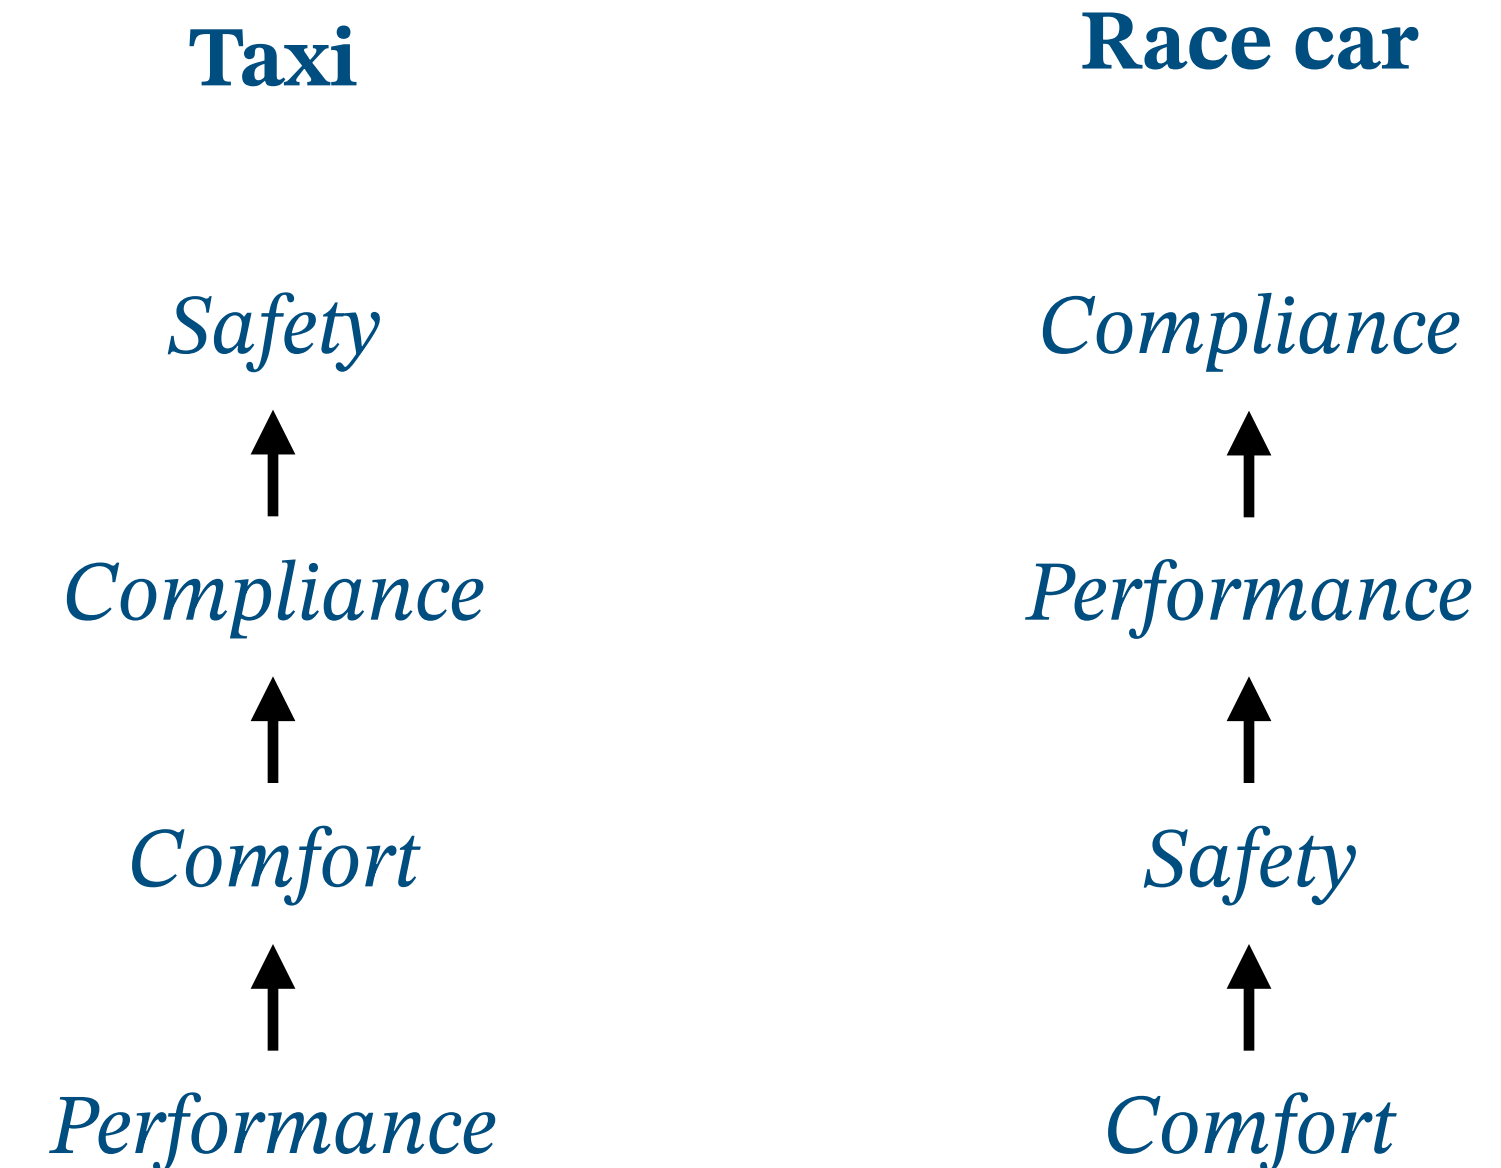 Taxi
Safety
Compliance
Comfort
Performance
Race car
Compliance
Performance
Safety
Comfort